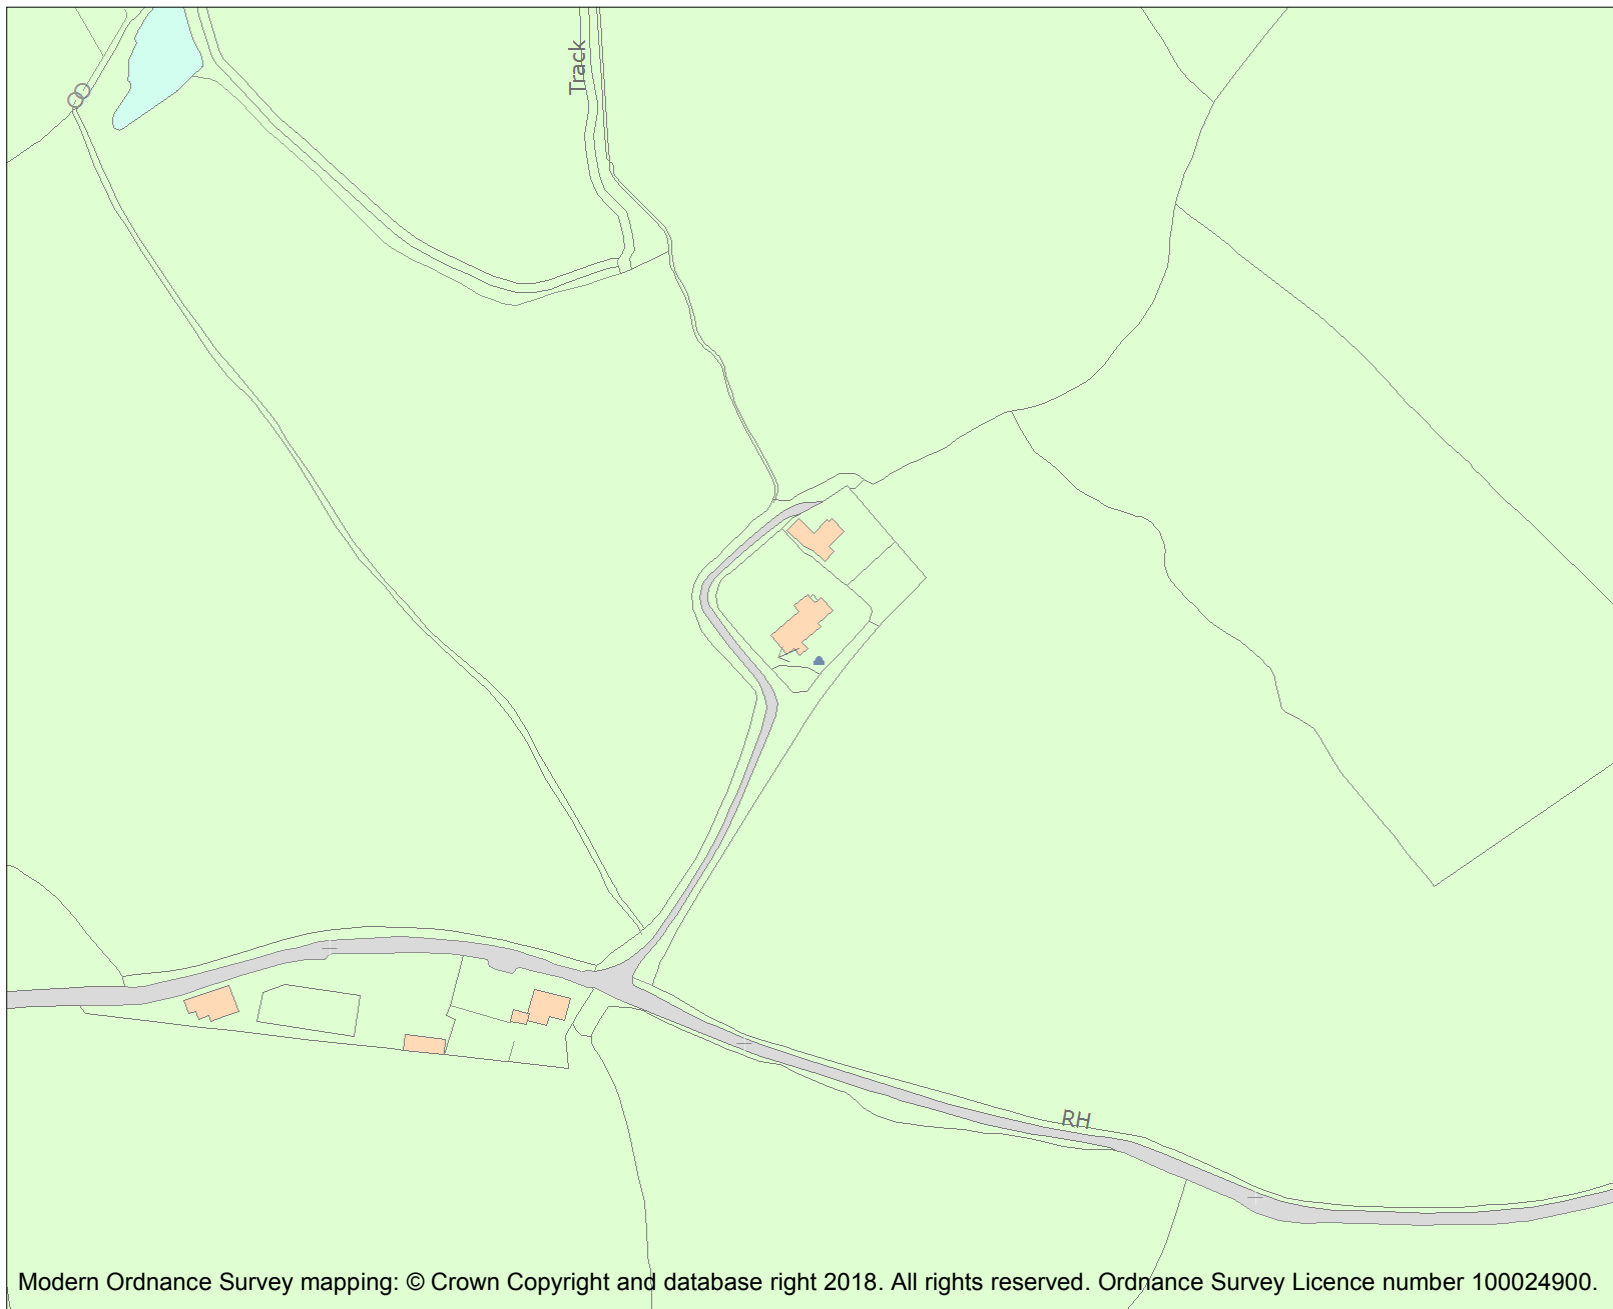 Track
RH
Modern Ordnance Survey mapping: © Crown Copyright and database right 2018. All rights reserved. Ordnance Survey Licence number 100024900.